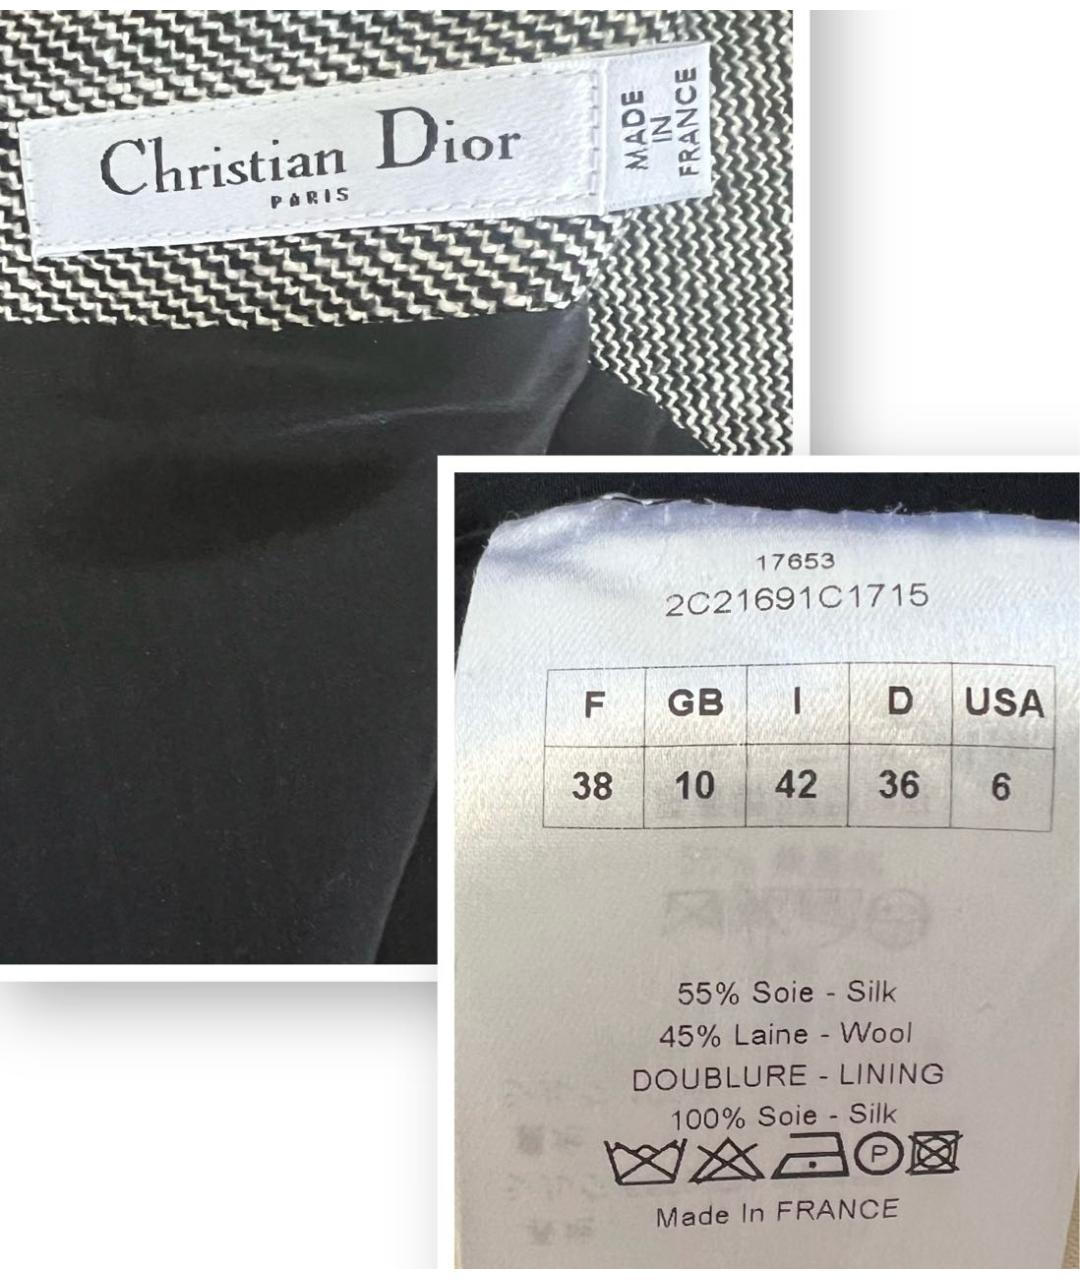 Christian Dior
PARIS
MADE
IN
FRANCE
17653
2C21691C1715
F GB I D USA
38 10 42 36 6
55% Soie - Silk
45% Laine - Wool
DOUBLURE - LINING
100% Soie - Silk
P
Made In FRANCE